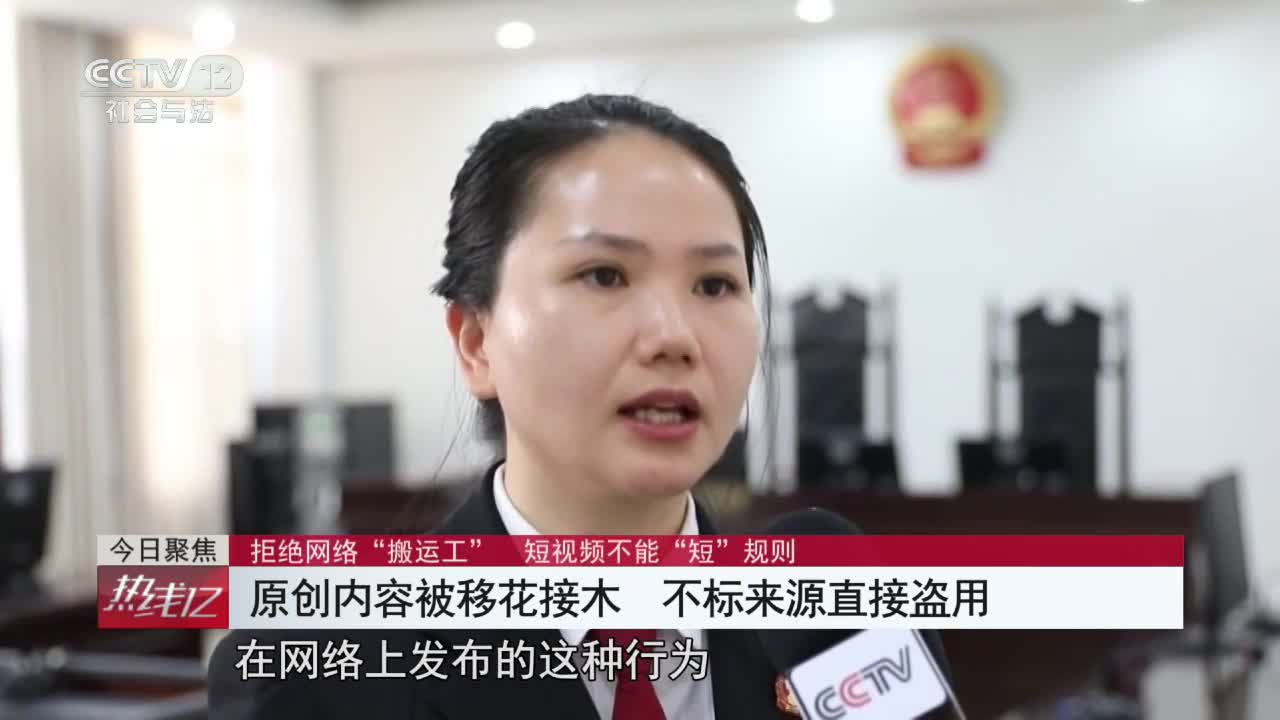 CCTV 12
社会与法
今日聚焦
拒绝网络“搬运工” 短视频不能“短”规则
热线12
原创内容被移花接木 不标来源直接盗用
在网络上发布的这种行为
CCTV